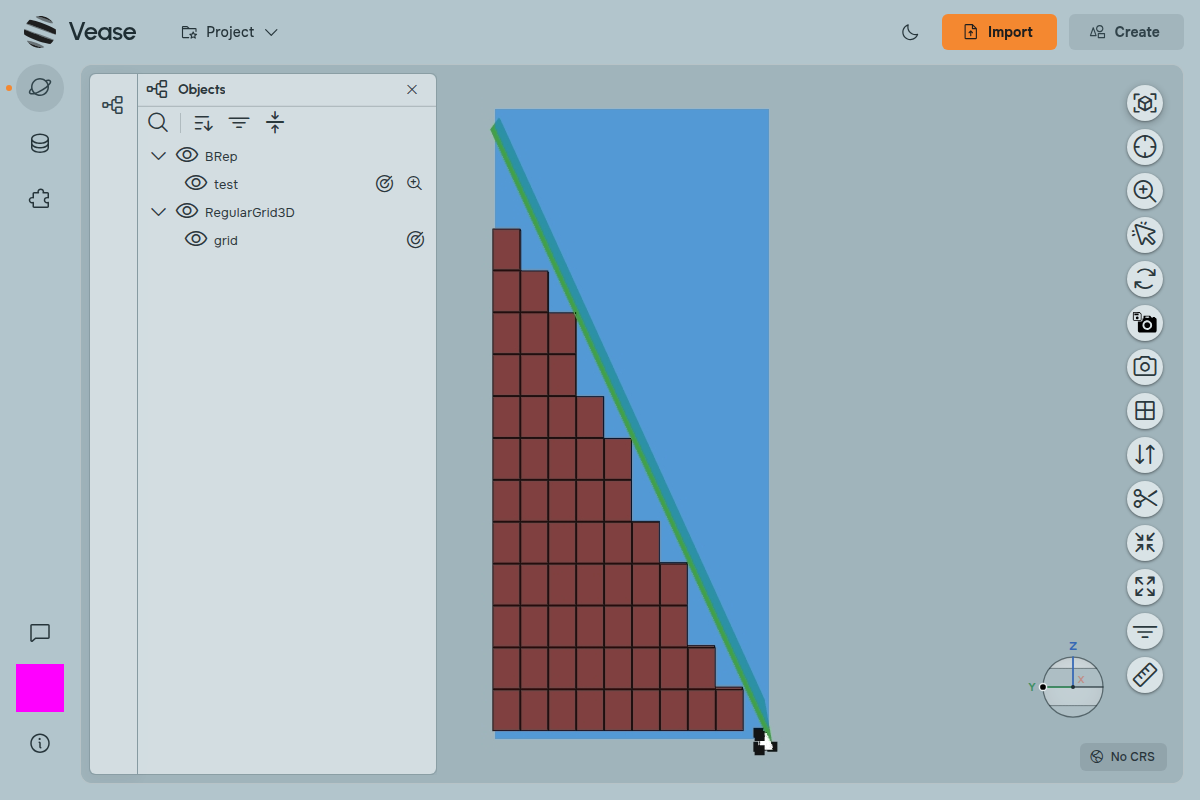 Vease
Project
Import
Create
Objects
BRep
test
RegularGrid3D
grid
Z
Y
X
No CRS